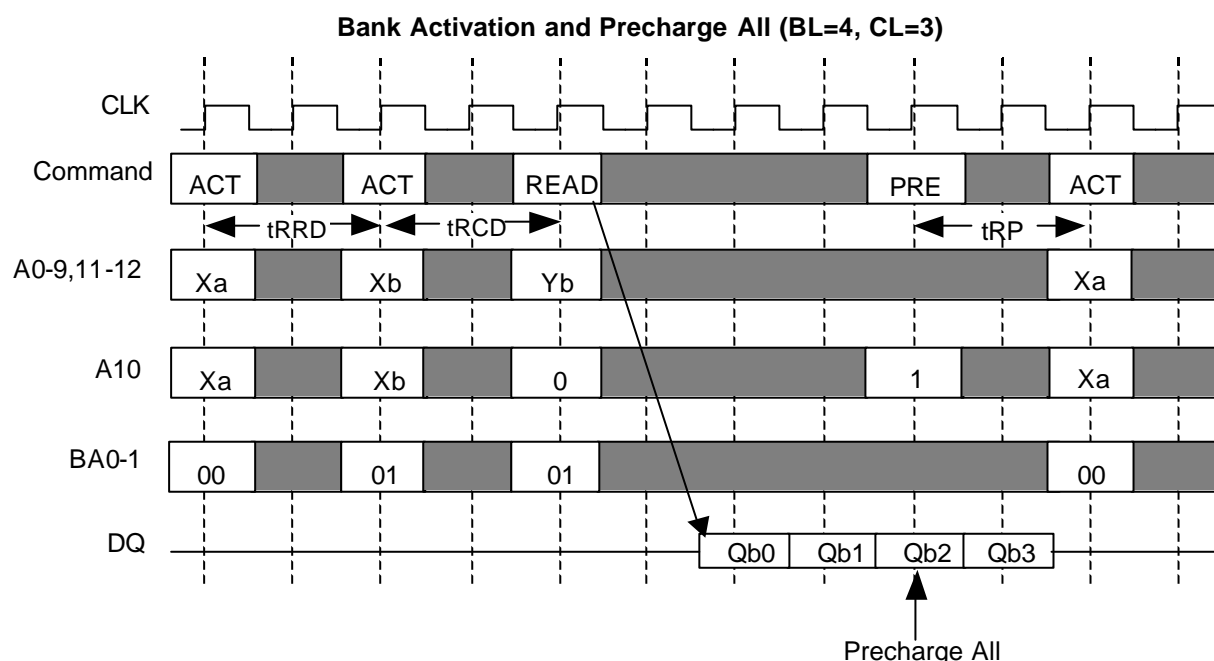 Bank Activation and Precharge All (BL=4, CL=3)
CLK
Command ACT ACT READ PRE ACT
tRRD tRCD tRP
A0-9,11-12 Xa Xb Yb Xa
A10 Xa Xb 0 1 Xa
BA0-1 00 01 01 00
DQ Qb0 Qb1 Qb2 Qb3
Precharge All